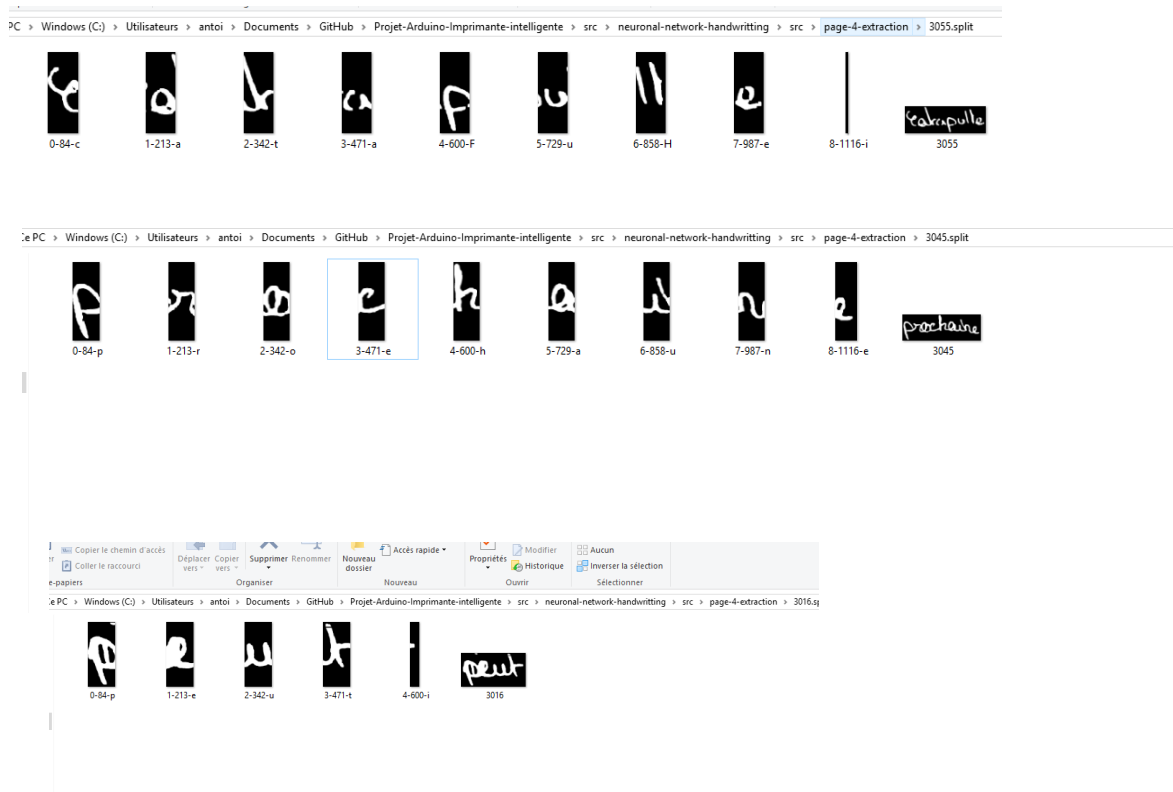 PC > Windows (C:) > Utilisateurs > antoi > Documents > GitHub > Projet-Arduino-Imprimante-intelligente > src > neuronal-network-handwritting > src > page-4-extraction > 3055.split
c a t a p u ll e catapulle
0-84-c 1-213-a 2-342-t 3-471-a 4-600-F 5-729-u 6-858-H 7-987-e 8-1116-i 3055
Ce PC > Windows (C:) > Utilisateurs > antoi > Documents > GitHub > Projet-Arduino-Imprimante-intelligente > src > neuronal-network-handwritting > src > page-4-extraction > 3045.split
p r o c h a i n e prochaine
0-84-p 1-213-r 2-342-o 3-471-e 4-600-h 5-729-a 6-858-u 7-987-n 8-1116-e 3045
Copier le chemin d'accès Déplacer Copier Supprimer Renommer Nouveau Accès rapide Propriétés Modifier Aucun
Coller le raccourci vers vers dossier Historique Inverser la sélection
e-papiers Organiser Nouveau Ouvrir Sélectionner
Ce PC > Windows (C:) > Utilisateurs > antoi > Documents > GitHub > Projet-Arduino-Imprimante-intelligente > src > neuronal-network-handwritting > src > page-4-extraction > 3016.sp
p e u t peut
0-84-p 1-213-e 2-342-u 3-471-t 4-600-i 3016